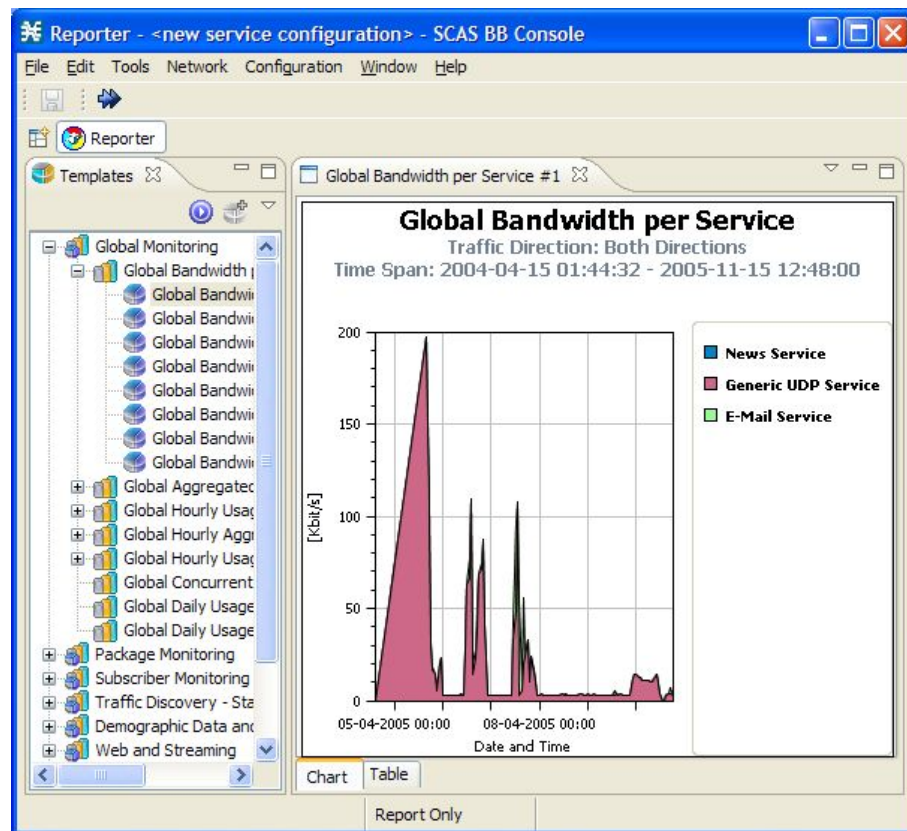 Reporter - <new service configuration> - SCAS BB Console
File Edit Tools Network Configuration Window Help
Reporter
Templates
Global Monitoring
Global Bandwidth
Global Bandwi
Global Bandwi
Global Bandwi
Global Bandwi
Global Bandwi
Global Bandwi
Global Bandwi
Global Bandwi
Global Aggregated
Global Hourly Usag
Global Hourly Aggr
Global Hourly Usag
Global Concurrent
Global Daily Usage
Global Daily Usage
Package Monitoring
Subscriber Monitoring
Traffic Discovery - Sta
Demographic Data and
Web and Streaming
Global Bandwidth per Service #1
Global Bandwidth per Service
Traffic Direction: Both Directions
Time Span: 2004-04-15 01:44:32 - 2005-11-15 12:48:00
200
150
100
50
0
[Kbit/s]
05-04-2005 00:00 08-04-2005 00:00
Date and Time
News Service
Generic UDP Service
E-Mail Service
Chart Table
Report Only